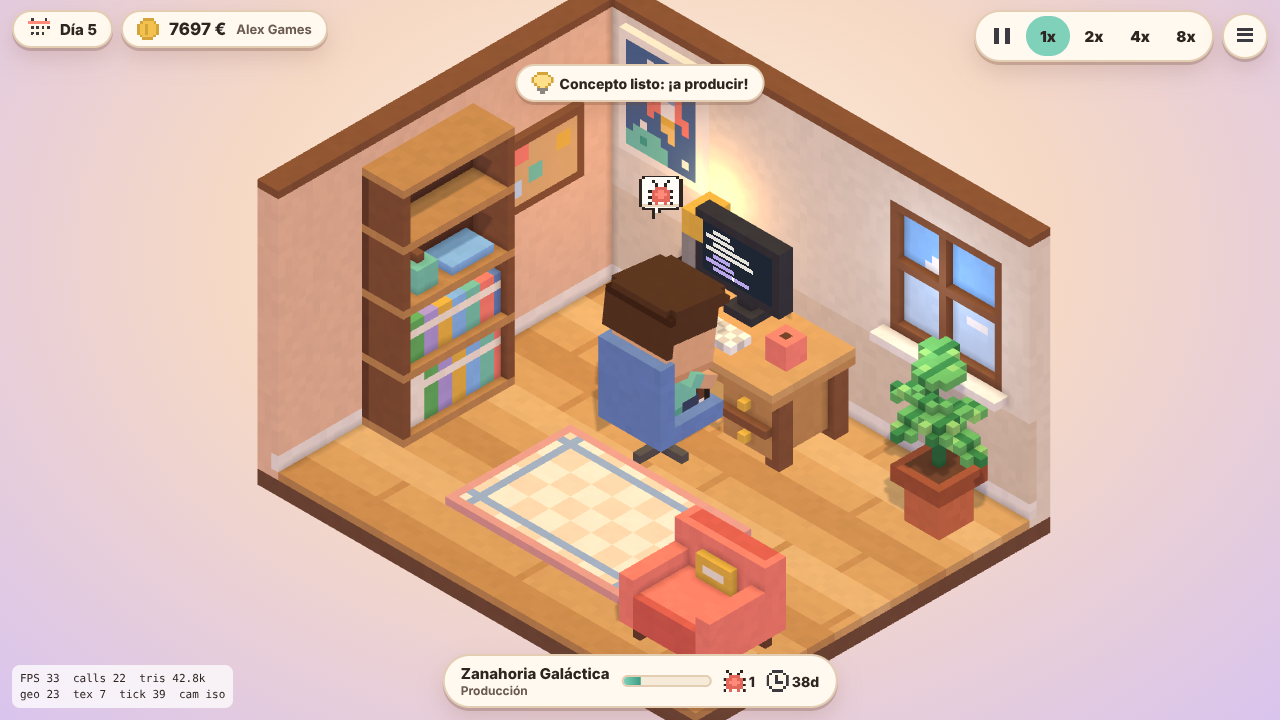 Día 5
7697 € Alex Games
1x 2x 4x 8x
Concepto listo: ¡a producir!
Zanahoria Galáctica
Producción
1
38d
FPS 33 calls 22 tris 42.8k
geo 23 tex 7 tick 39 cam iso